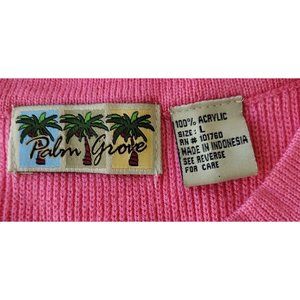 Palm Grove
100% ACRYLIC
SIZE: L
RN # 101760
MADE IN INDONESIA
SEE REVERSE
FOR CARE